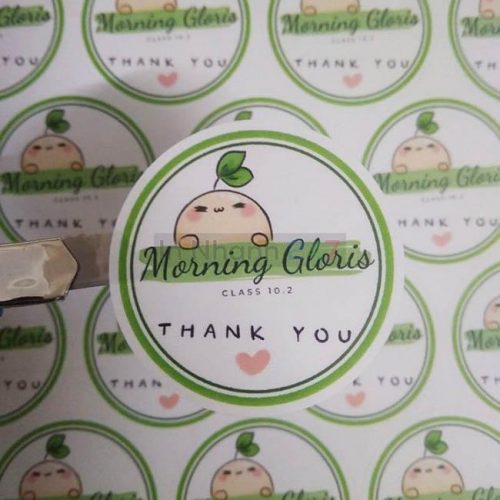 Morning Gloris
CLASS 10.2
THANK YOU